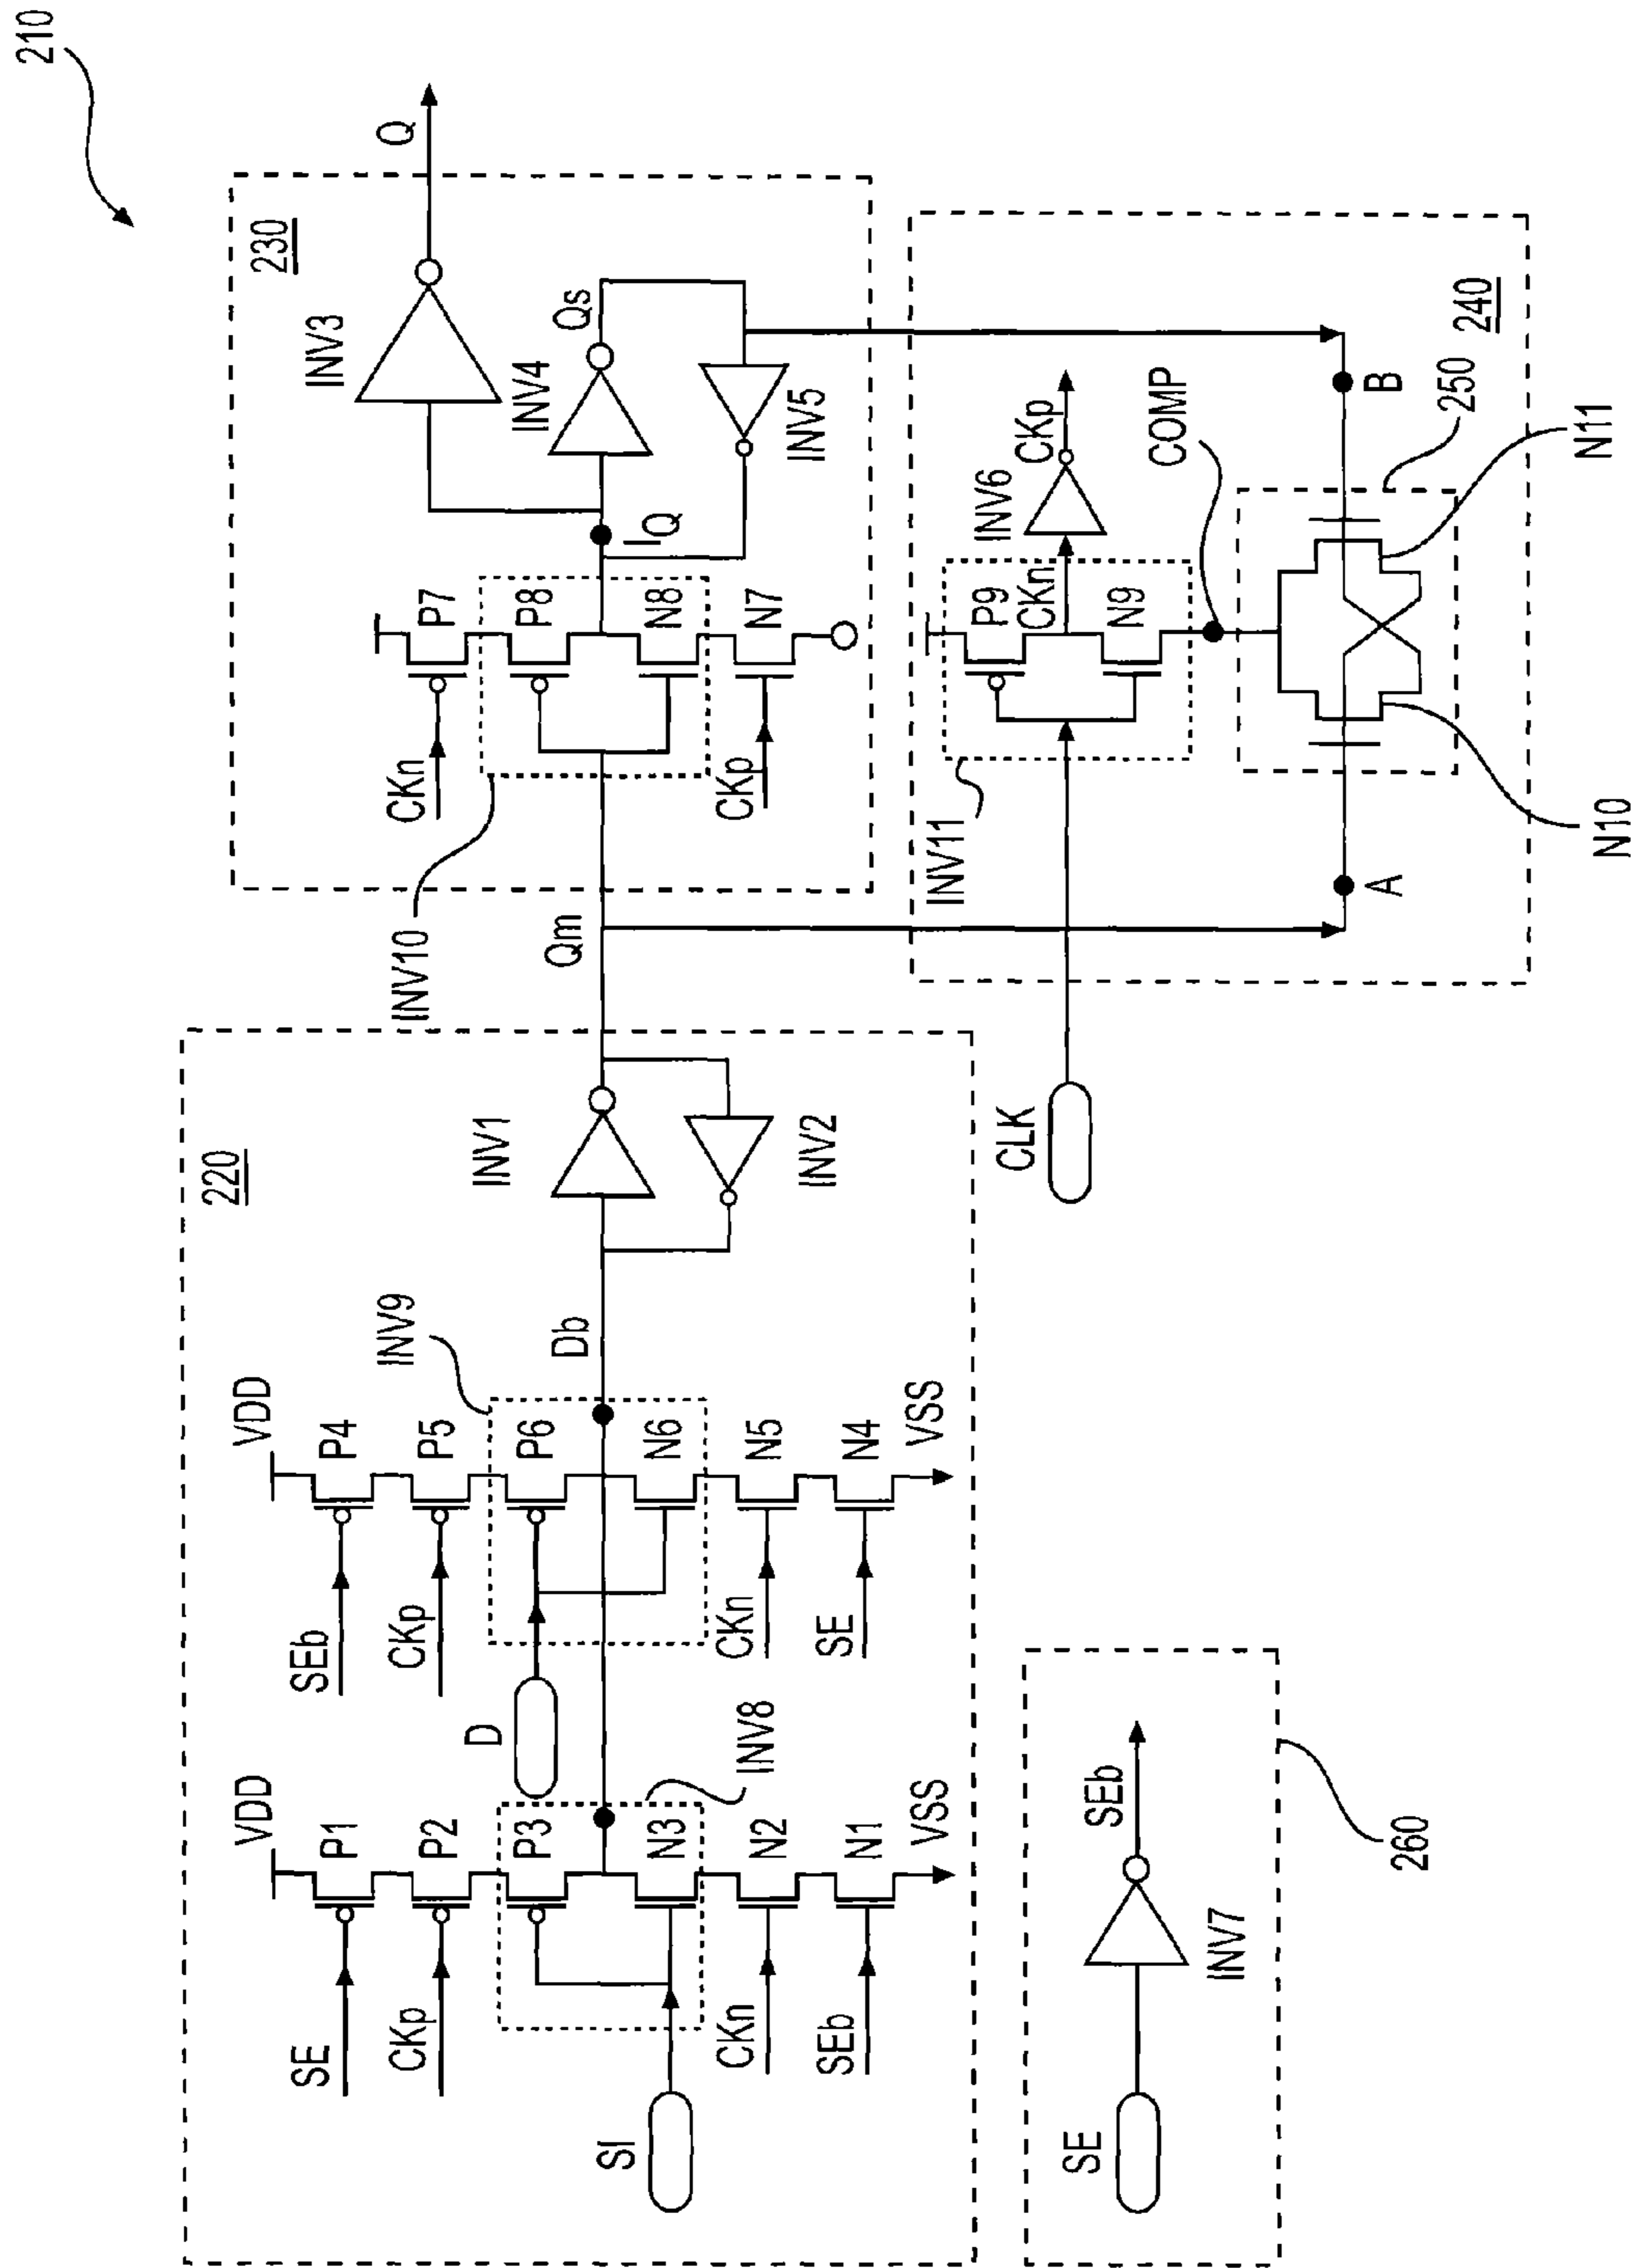 210
220
VDD
SE
P1
CKp
P2
P3
N3
INV8
SI
CKn
N2
SEb
N1
VSS
VDD
SEb
P4
CKp
P5
D
P6
N6
INV9
CKn
N5
SE
N4
VSS
Db
INV1
INV2
Qm
230
INV10
CKn
P7
P8
N8
CKp
N7
Q
INV3
INV4
Qs
INV5
Q
CLK
INV11
P9
CKn
N9
INV6
CKp
COMP
240
250
A
B
N10
N11
SE
INV7
SEb
260